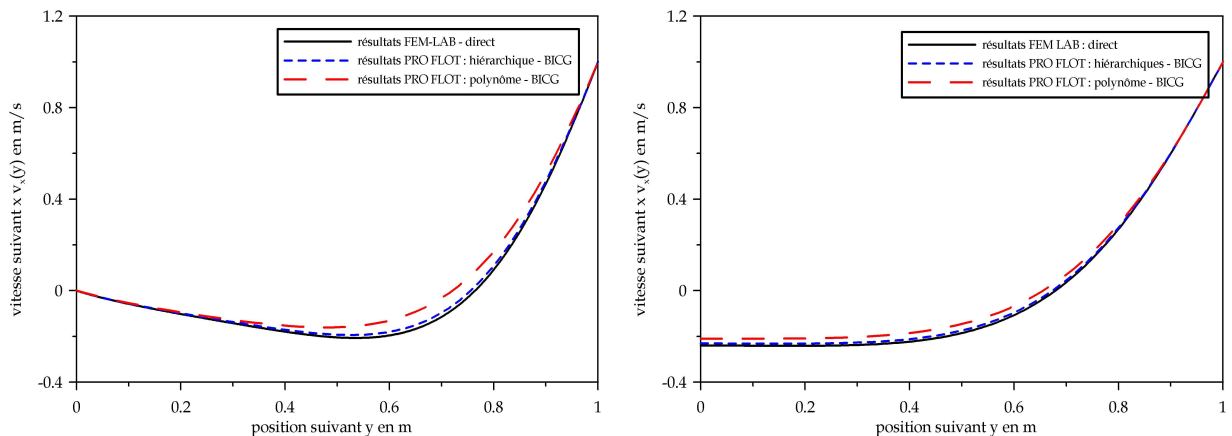 1.2
0.8
0.4
0
-0.4
vitesse suivant x vx(y) en m/s
résultats FEM-LAB - direct
résultats PRO FLOT : hiérarchique - BICG
résultats PRO FLOT : polynôme - BICG
0 0.2 0.4 0.6 0.8 1
position suivant y en m
1.2
0.8
0.4
0
-0.4
vitesse suivant x vx(y) en m/s
résultats FEM LAB : direct
résultats PRO FLOT : hiérarchiques - BICG
résultats PRO FLOT : polynôme - BICG
0 0.2 0.4 0.6 0.8 1
position suivant y en m